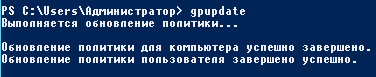 PS C:\Users\Администратор> gpupdate
Выполняется обновление политики...
Обновление политики для компьютера успешно завершено.
Обновление политики пользователя завершено успешно.